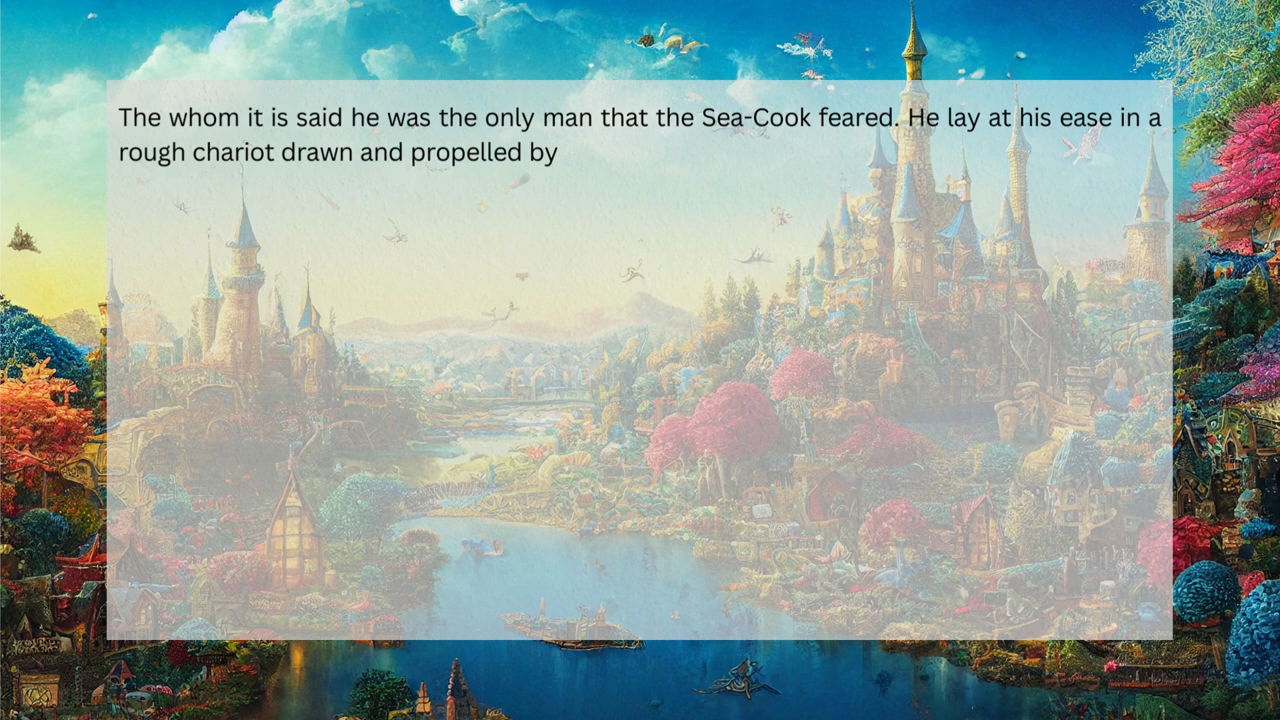 The whom it is said he was the only man that the Sea-Cook feared. He lay at his ease in a
rough chariot drawn and propelled by